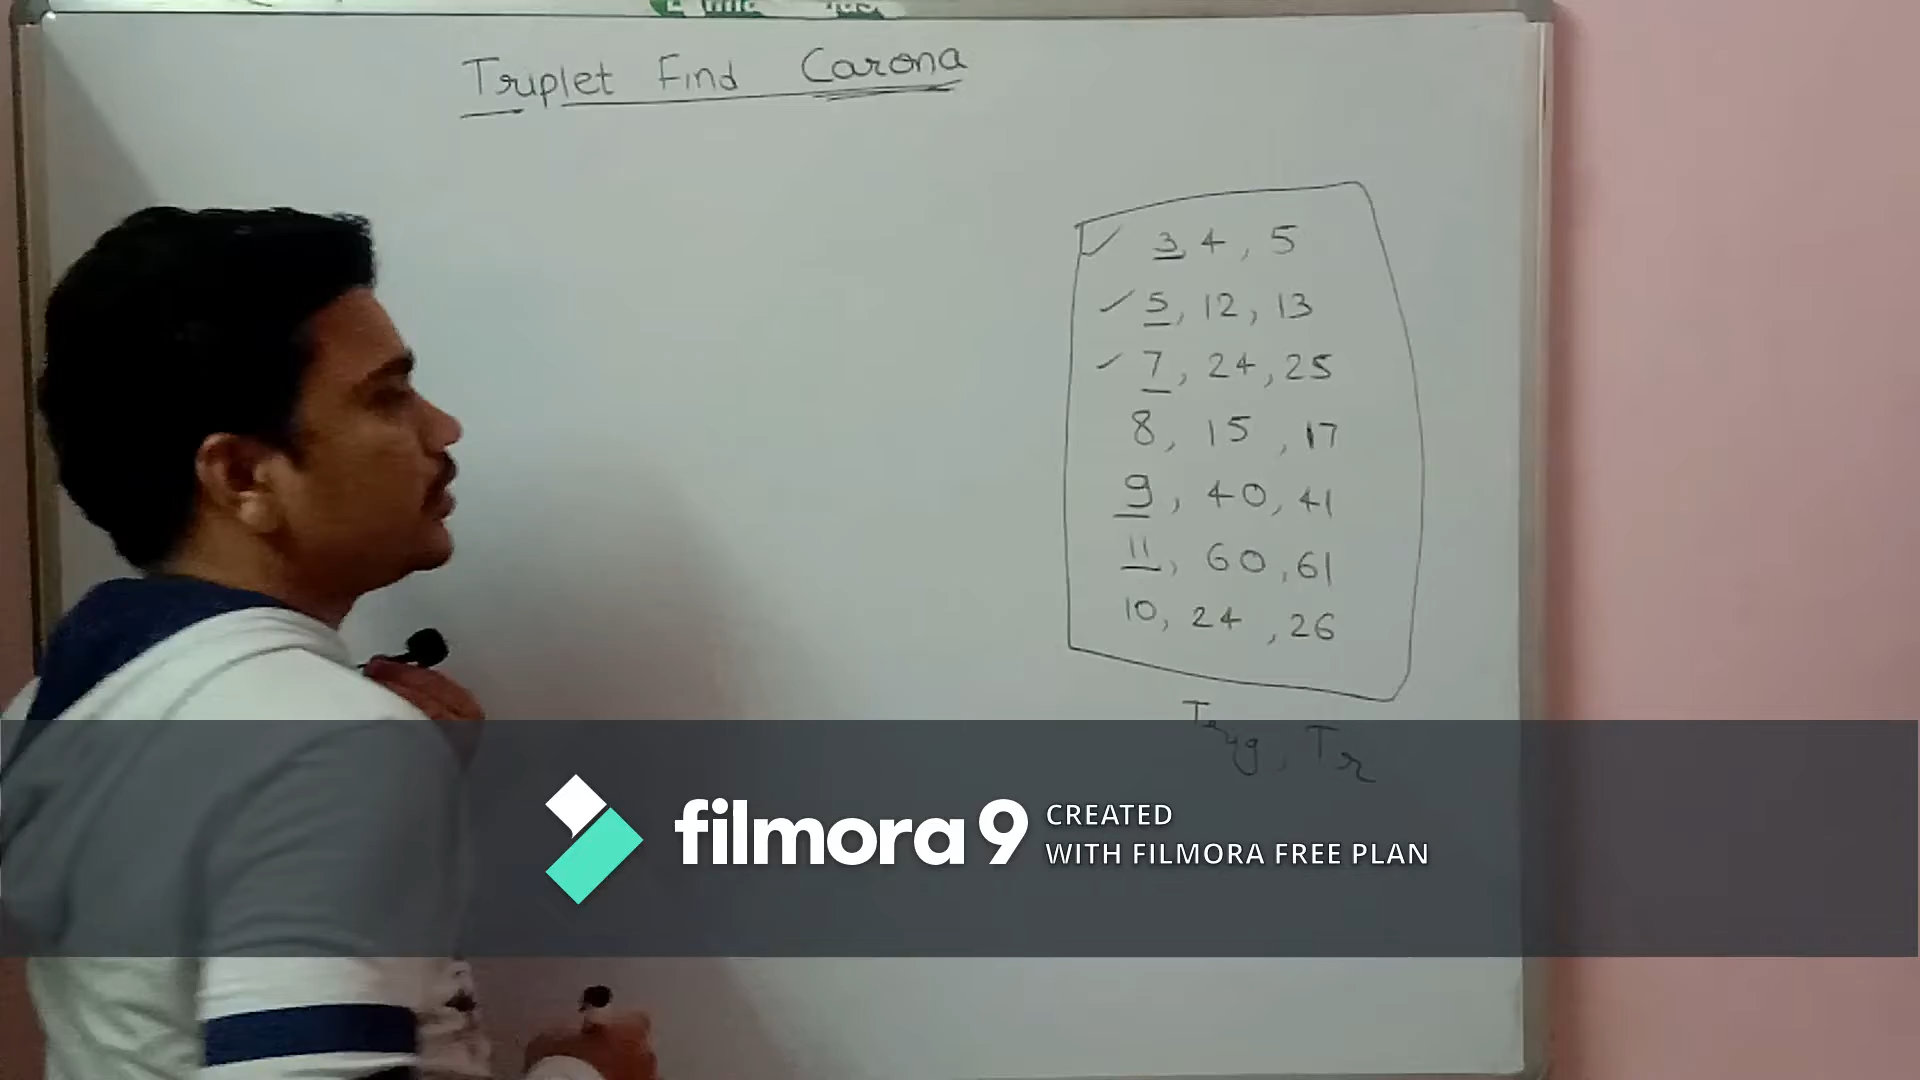 Triplet Find Carona
3, 4, 5
5, 12, 13
7, 24, 25
8, 15, 17
9, 40, 41
11, 60, 61
10, 24, 26
filmora 9
CREATED
WITH FILMORA FREE PLAN